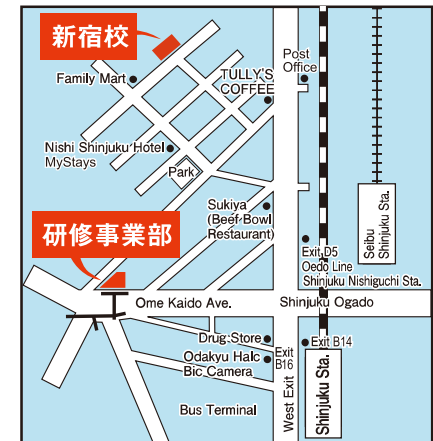 新宿校
Post
Office
Family Mart
TULLY'S
COFFEE
Nishi Shinjuku Hotel
MyStays
Park
Sukiya
(Beef Bowl
Restaurant)
研修事業部
Exit D5
Oedo Line
Shinjuku Nishiguchi Sta.
Seibu
Shinjuku Sta.
Ome Kaido Ave.
Shinjuku Ogado
Drug Store
Odakyu Halc
Bic Camera
Exit
B16
Exit B14
West Exit
Shinjuku Sta.
Bus Terminal